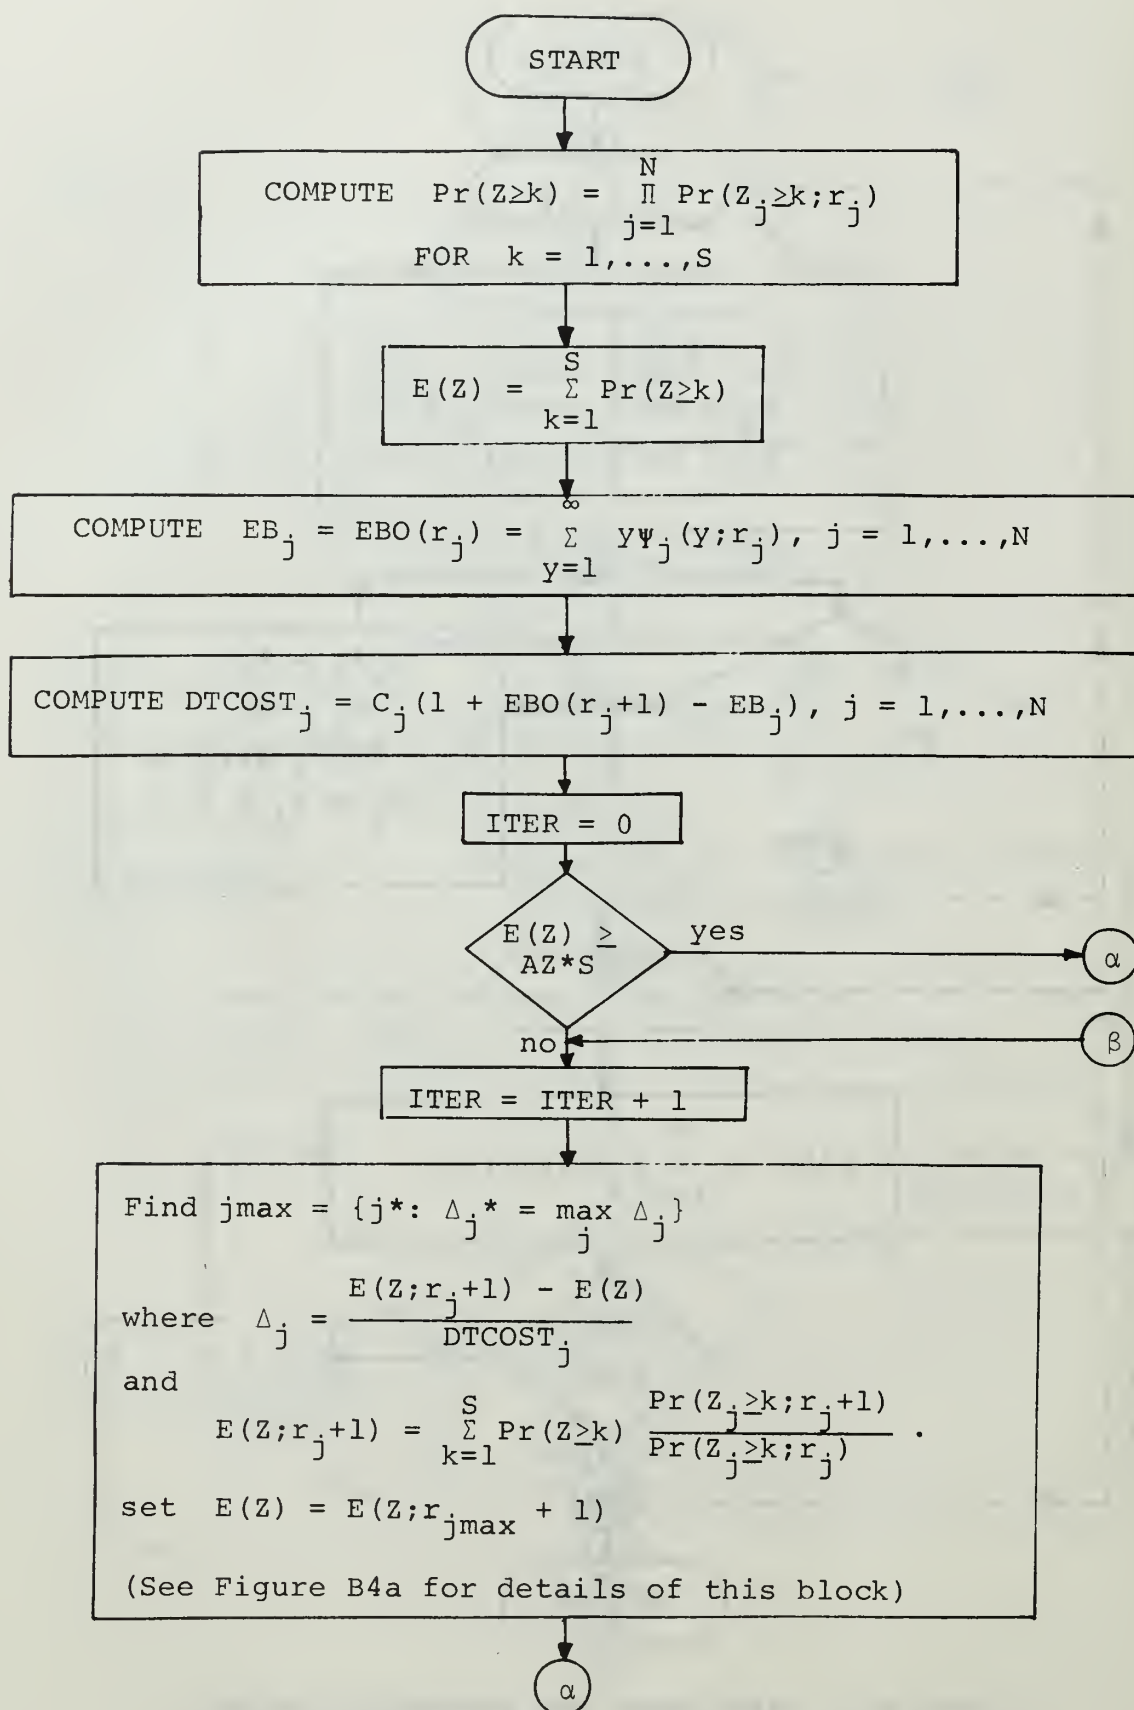 START
COMPUTE Pr(Z≥k) = N Π j=1 Pr(Z_j≥k;r_j)
FOR k = 1,...,S
E(Z) = S Σ k=1 Pr(Z≥k)
COMPUTE EB_j = EBO(r_j) = ∞ Σ y=1 yΨ_j(y;r_j), j = 1,...,N
COMPUTE DTCOST_j = C_j(1 + EBO(r_j+1) - EB_j), j = 1,...,N
ITER = 0
E(Z) ≥
AZ*S
yes
α
no
β
ITER = ITER + 1
Find jmax = {j*: Δ_j* = max j Δ_j}
where Δ_j = E(Z;r_j+1) - E(Z) / DTCOST_j
and
E(Z;r_j+1) = S Σ k=1 Pr(Z≥k) Pr(Z_j≥k;r_j+1) / Pr(Z_j≥k;r_j) .
set E(Z) = E(Z;r_jmax + 1)
(See Figure B4a for details of this block)
α